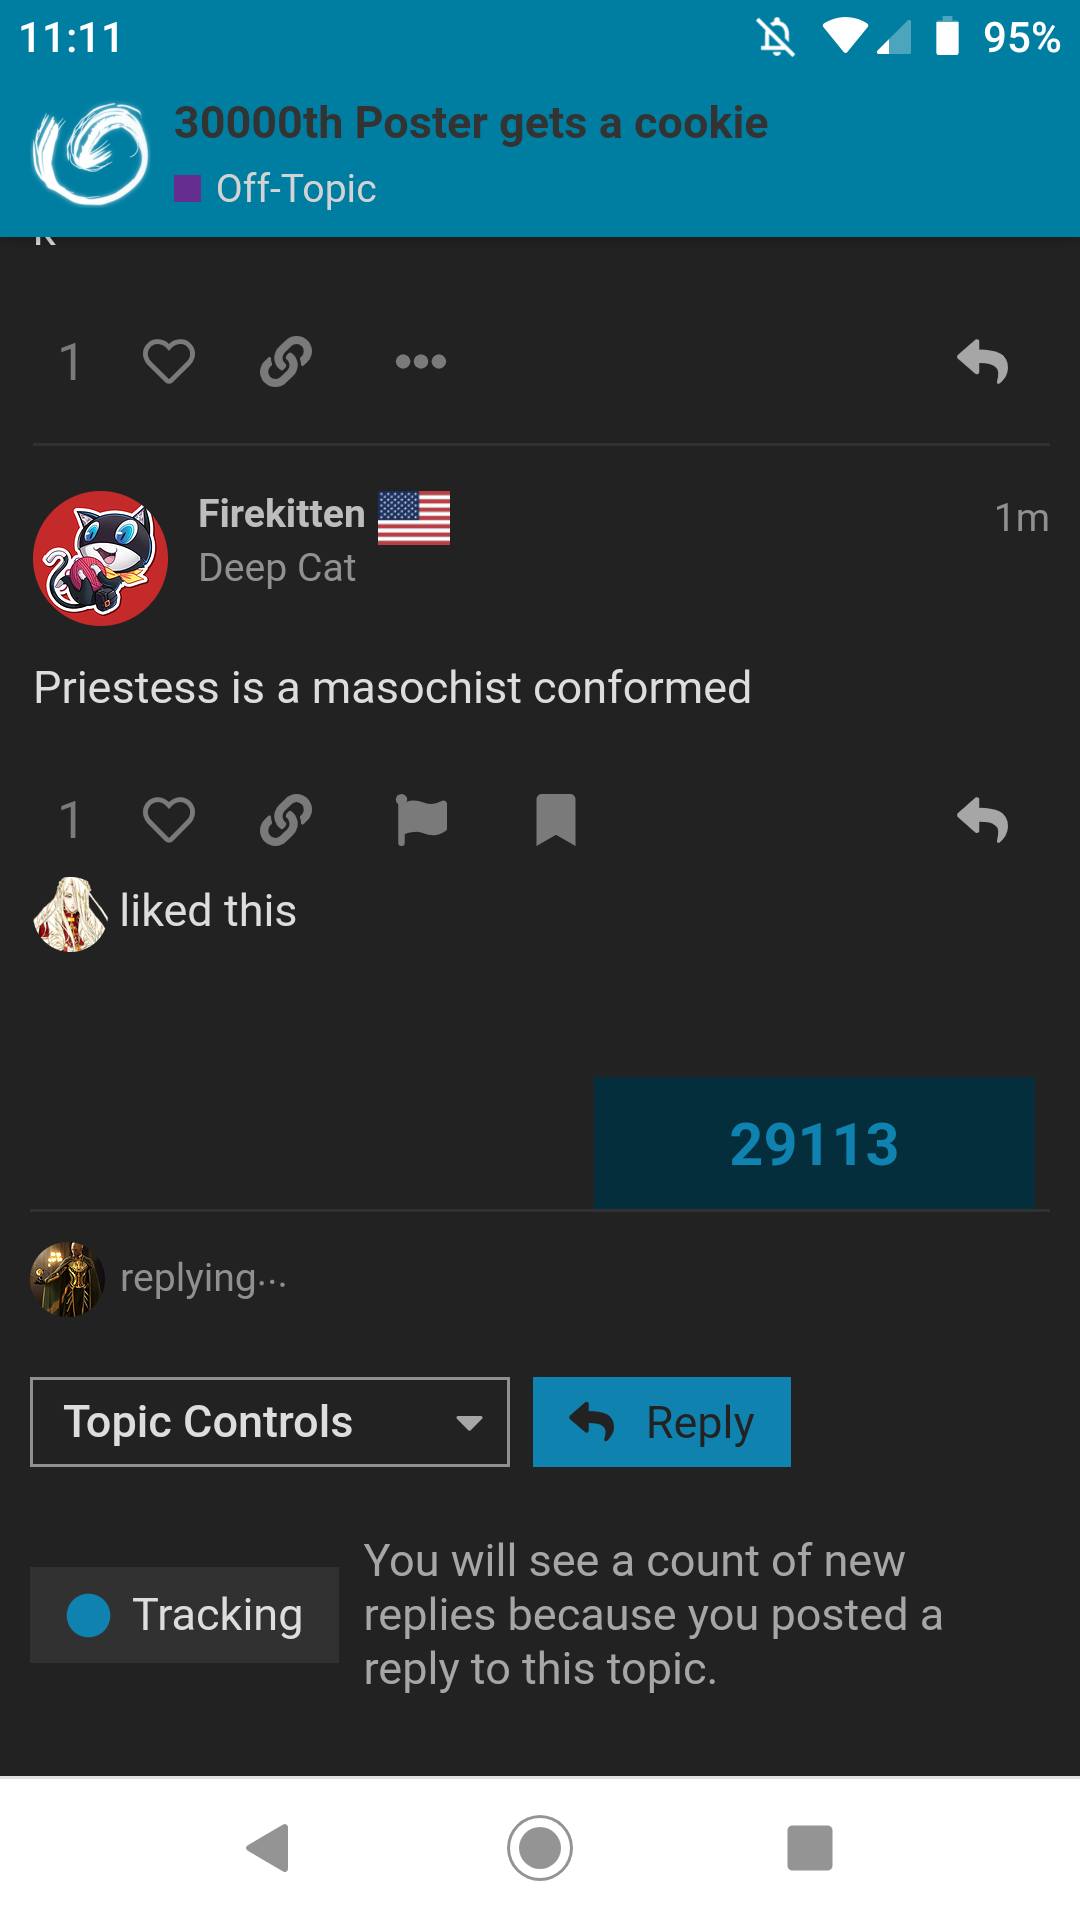 11:11
95%
30000th Poster gets a cookie
Off-Topic
1
Firekitten
1m
Deep Cat
Priestess is a masochist conformed
1
liked this
29113
replying...
Topic Controls
Reply
Tracking
You will see a count of new
replies because you posted a
reply to this topic.